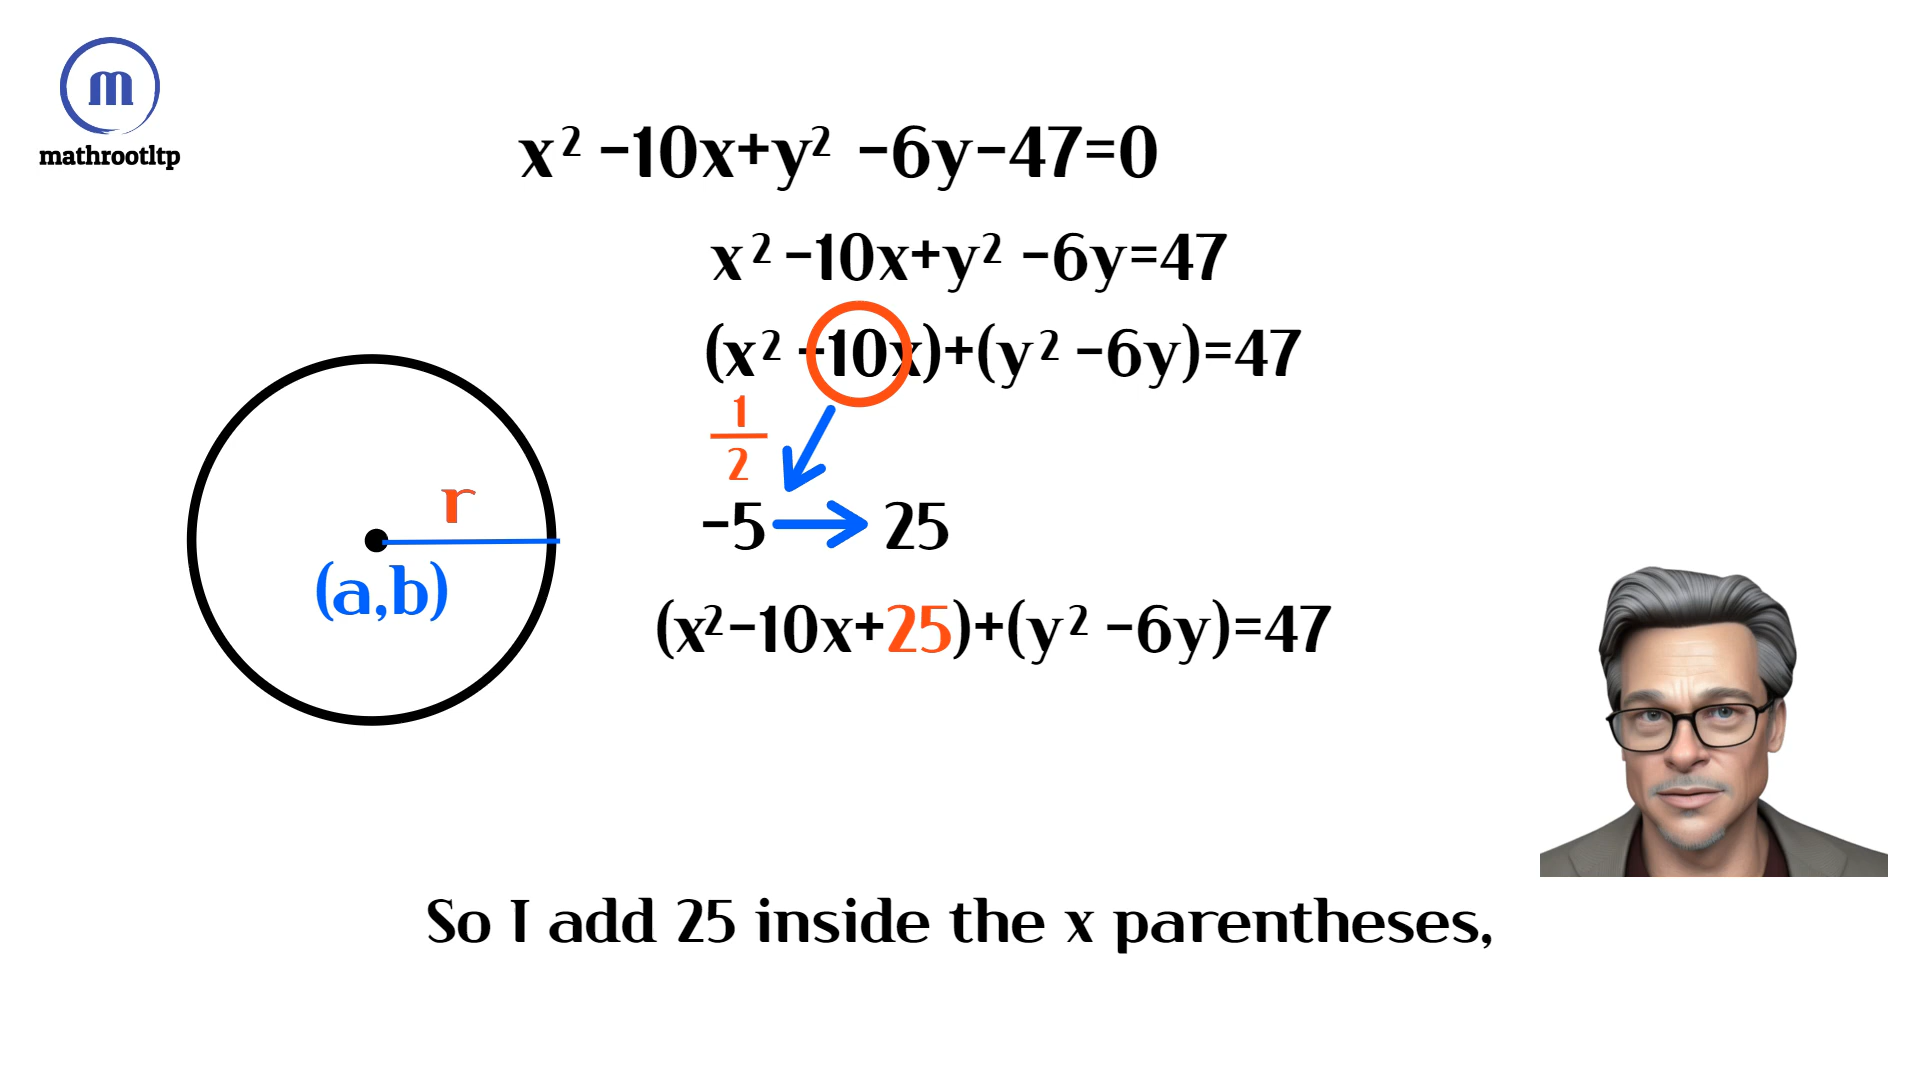 m
mathrootltp
x² -10x+y² -6y-47=0
x² -10x+y² -6y=47
(x² -10x)+(y² -6y)=47
1
2
-5 → 25
r
(a,b)
(x²-10x+25)+(y² -6y)=47
So I add 25 inside the x parentheses,